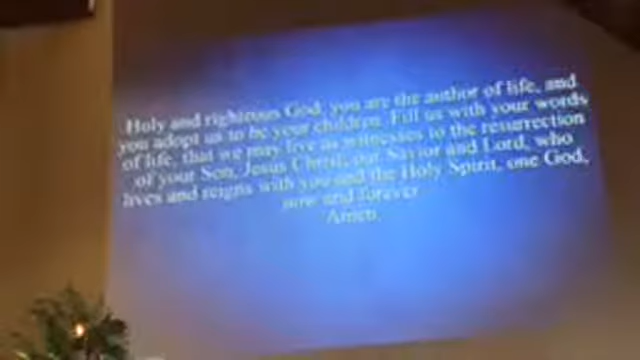 Holy and righteous God, you are the author of life, and
you adopt us to be your children. Fill us with your words
of life, that we may live as witnesses to the resurrection
of your Son, Jesus Christ, our Savior and Lord, who
lives and reigns with you and the Holy Spirit, one God,
now and forever.
Amen.